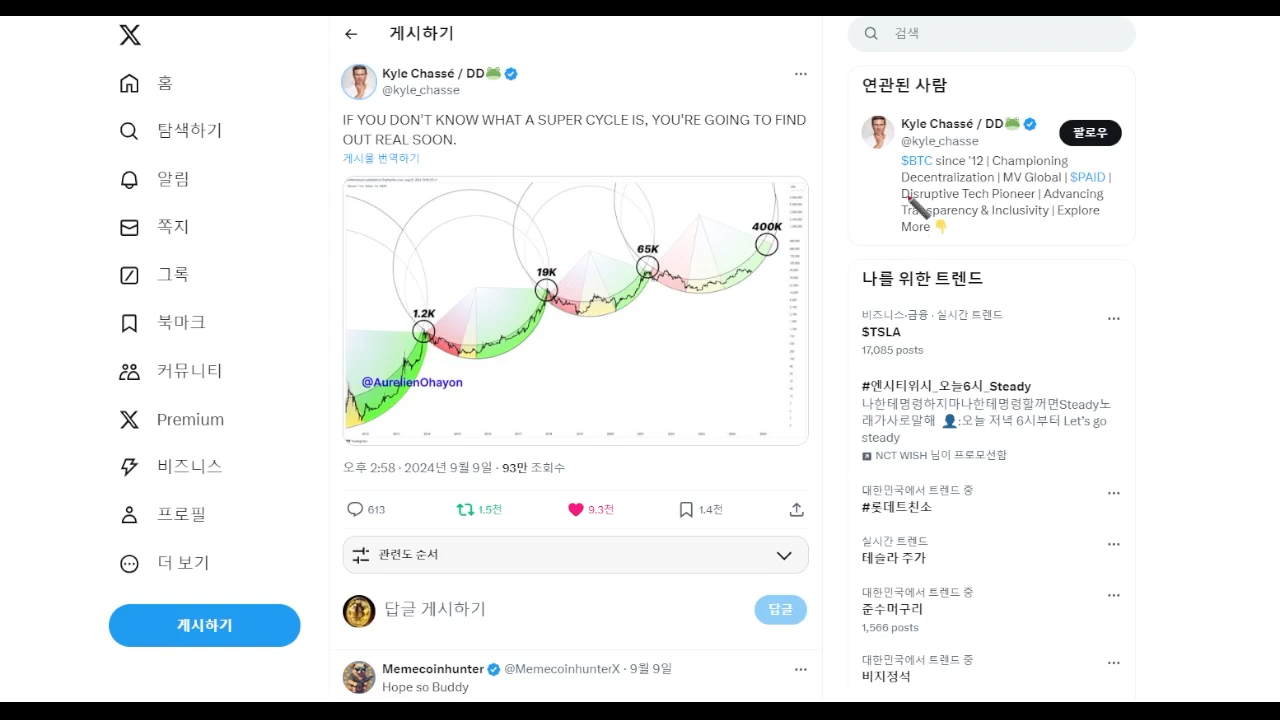 홈
탐색하기
알림
쪽지
그록
북마크
커뮤니티
Premium
비즈니스
프로필
더 보기
게시하기
게시하기
Kyle Chassé / DD🐸
@kyle_chasse
IF YOU DON'T KNOW WHAT A SUPER CYCLE IS, YOU'RE GOING TO FIND
OUT REAL SOON.
게시물 번역하기
1.2K
19K
65K
400K
@AurelienOhayon
오후 2:58 · 2024년 9월 9일 · 93만 조회수
613
1.5천
9.3천
1.4천
관련도 순서
답글 게시하기
답글
Memecoinhunter @MemecoinhunterX · 9월 9일
Hope so Buddy
검색
연관된 사람
Kyle Chassé / DD🐸
@kyle_chasse
팔로우
$BTC since '12 | Championing
Decentralization | MV Global | $PAID |
Disruptive Tech Pioneer | Advancing
Transparency & Inclusivity | Explore
More 👇
나를 위한 트렌드
비즈니스·금융 · 실시간 트렌드
$TSLA
17,085 posts
#엔시티위시_오늘6시_Steady
나한테명령하지마나한테명령할꺼면Steady노
래가사로말해 👤:오늘 저녁 6시부터 Let's go
steady
NCT WISH 님이 프로모션함
대한민국에서 트렌드 중
#롯데트친소
실시간 트렌드
테슬라 주가
대한민국에서 트렌드 중
준수머구리
1,566 posts
대한민국에서 트렌드 중
비지정석